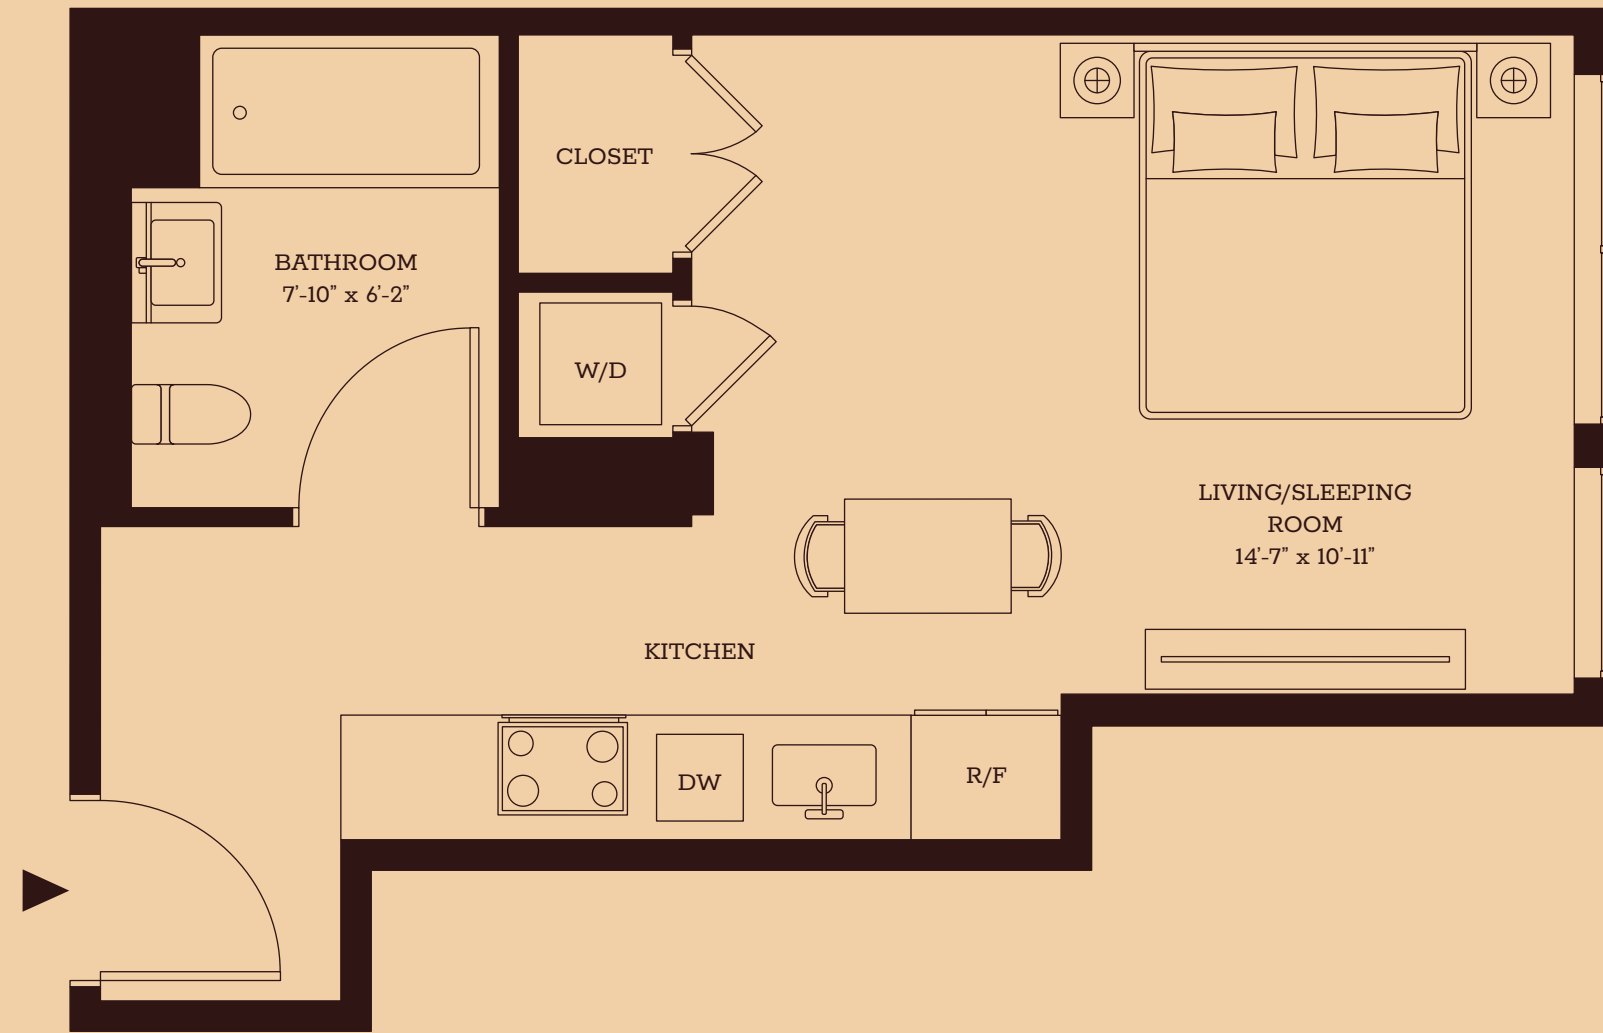 CLOSET
BATHROOM
7’-10” x 6’-2”
W/D
LIVING/SLEEPING
ROOM
14’-7” x 10’-11”
KITCHEN
DW
R/F